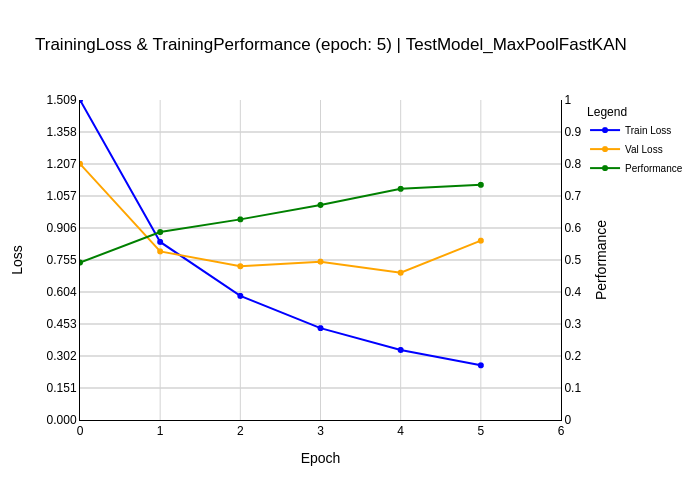 TrainingLoss & TrainingPerformance (epoch: 5) | TestModel_MaxPoolFastKAN
1.509
1.358
1.207
1.057
0.906
0.755
0.604
0.453
0.302
0.151
0.000
Loss
0 1 2 3 4 5 6
Epoch
1
0.9
0.8
0.7
0.6
0.5
0.4
0.3
0.2
0.1
0
Performance
Legend
Train Loss
Val Loss
Performance